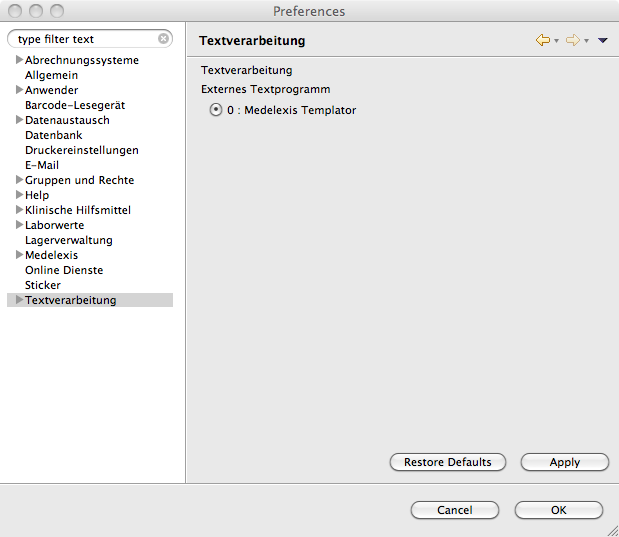 Preferences
type filter text
Abrechnungssysteme
Allgemein
Anwender
Barcode-Lesegerät
Datenaustausch
Datenbank
Druckereinstellungen
E-Mail
Gruppen und Rechte
Help
Klinische Hilfsmittel
Laborwerte
Lagerverwaltung
Medelexis
Online Dienste
Sticker
Textverarbeitung
Textverarbeitung
Textverarbeitung
Externes Textprogramm
0 : Medelexis Templator
Restore Defaults
Apply
Cancel
OK